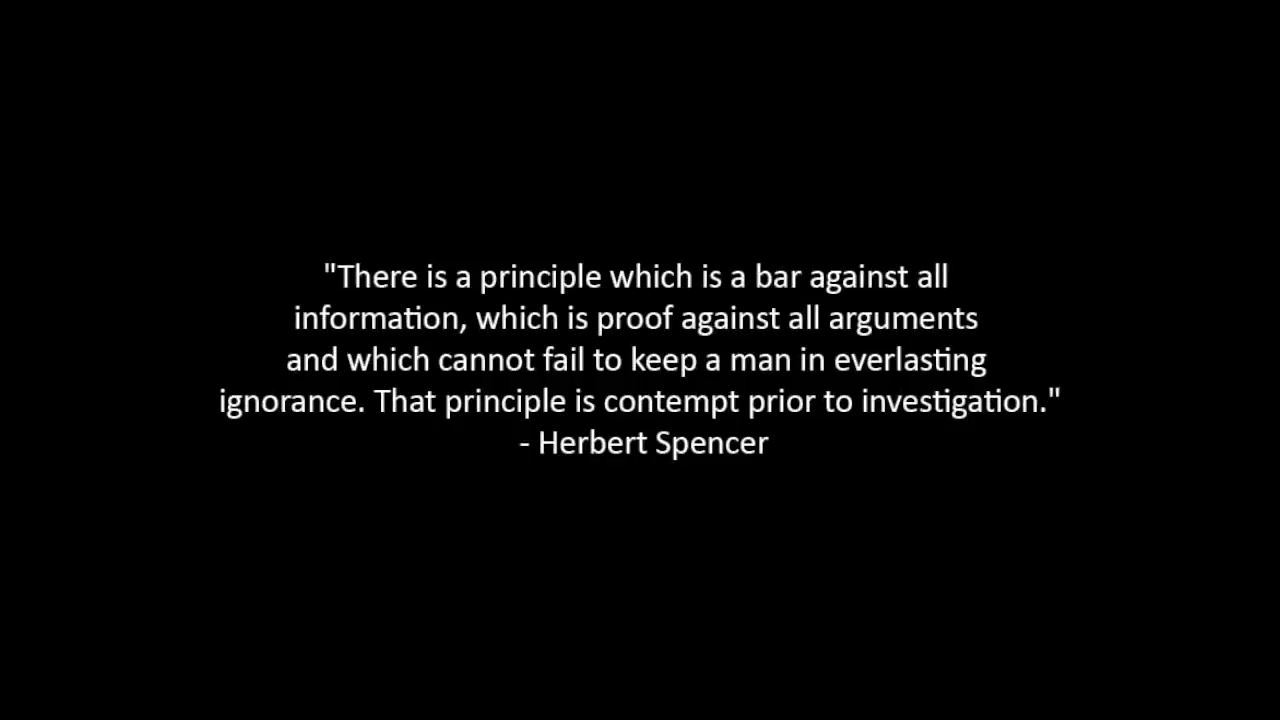 "There is a principle which is a bar against all
information, which is proof against all arguments
and which cannot fail to keep a man in everlasting
ignorance. That principle is contempt prior to investigation."
- Herbert Spencer